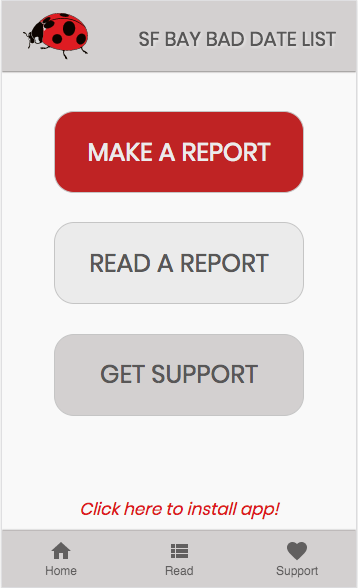 SF BAY BAD DATE LIST
MAKE A REPORT
READ A REPORT
GET SUPPORT
Click here to install app!
Home
Read
Support